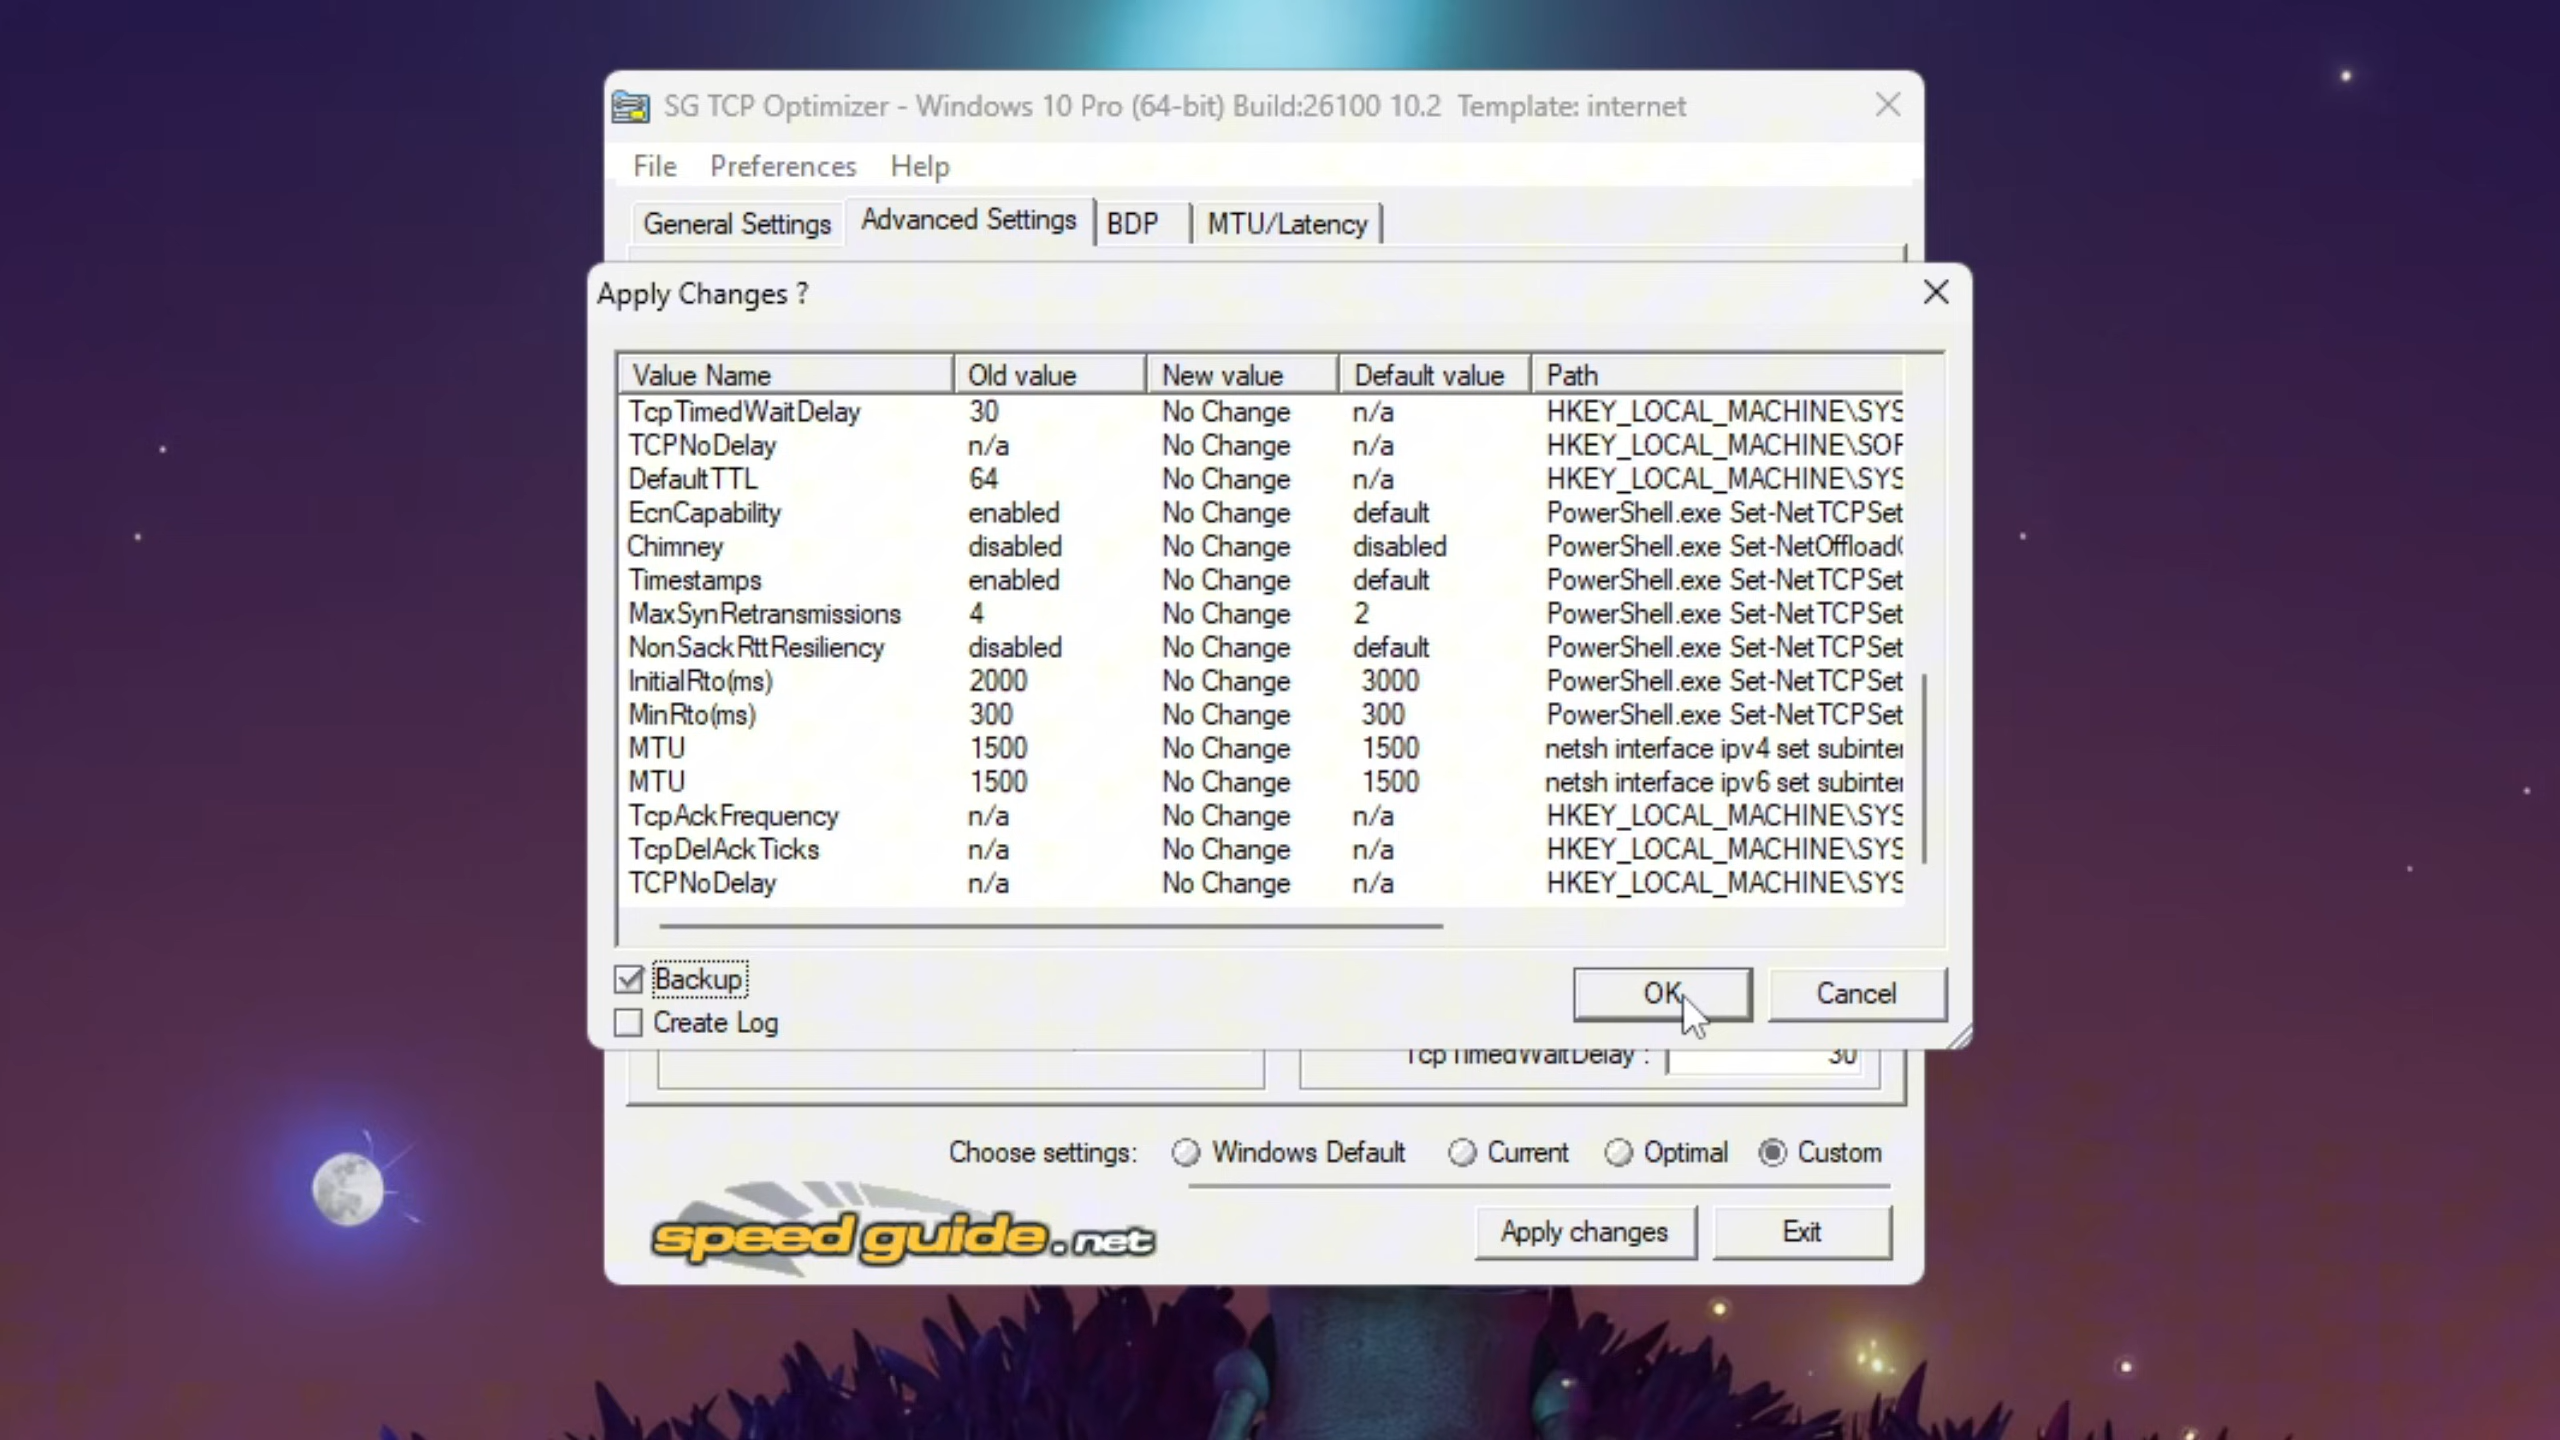 SG TCP Optimizer - Windows 10 Pro (64-bit) Build:26100 10.2 Template: internet
File Preferences Help
General Settings Advanced Settings BDP MTU/Latency
Apply Changes ?
Value Name Old value New value Default value Path
TcpTimedWaitDelay 30 No Change n/a HKEY_LOCAL_MACHINE\SYS
TCPNoDelay n/a No Change n/a HKEY_LOCAL_MACHINE\SOF
DefaultTTL 64 No Change n/a HKEY_LOCAL_MACHINE\SYS
EcnCapability enabled No Change default PowerShell.exe Set-NetTCPSet
Chimney disabled No Change disabled PowerShell.exe Set-NetOffload
Timestamps enabled No Change default PowerShell.exe Set-NetTCPSet
MaxSynRetransmissions 4 No Change 2 PowerShell.exe Set-NetTCPSet
NonSackRttResiliency disabled No Change default PowerShell.exe Set-NetTCPSet
InitialRto(ms) 2000 No Change 3000 PowerShell.exe Set-NetTCPSet
MinRto(ms) 300 No Change 300 PowerShell.exe Set-NetTCPSet
MTU 1500 No Change 1500 netsh interface ipv4 set subinter
MTU 1500 No Change 1500 netsh interface ipv6 set subinter
TcpAckFrequency n/a No Change n/a HKEY_LOCAL_MACHINE\SYS
TcpDelAckTicks n/a No Change n/a HKEY_LOCAL_MACHINE\SYS
TCPNoDelay n/a No Change n/a HKEY_LOCAL_MACHINE\SYS
Backup
Create Log
OK Cancel
TcpTimedWaitDelay : 30
Choose settings: Windows Default Current Optimal Custom
speedguide.net
Apply changes Exit